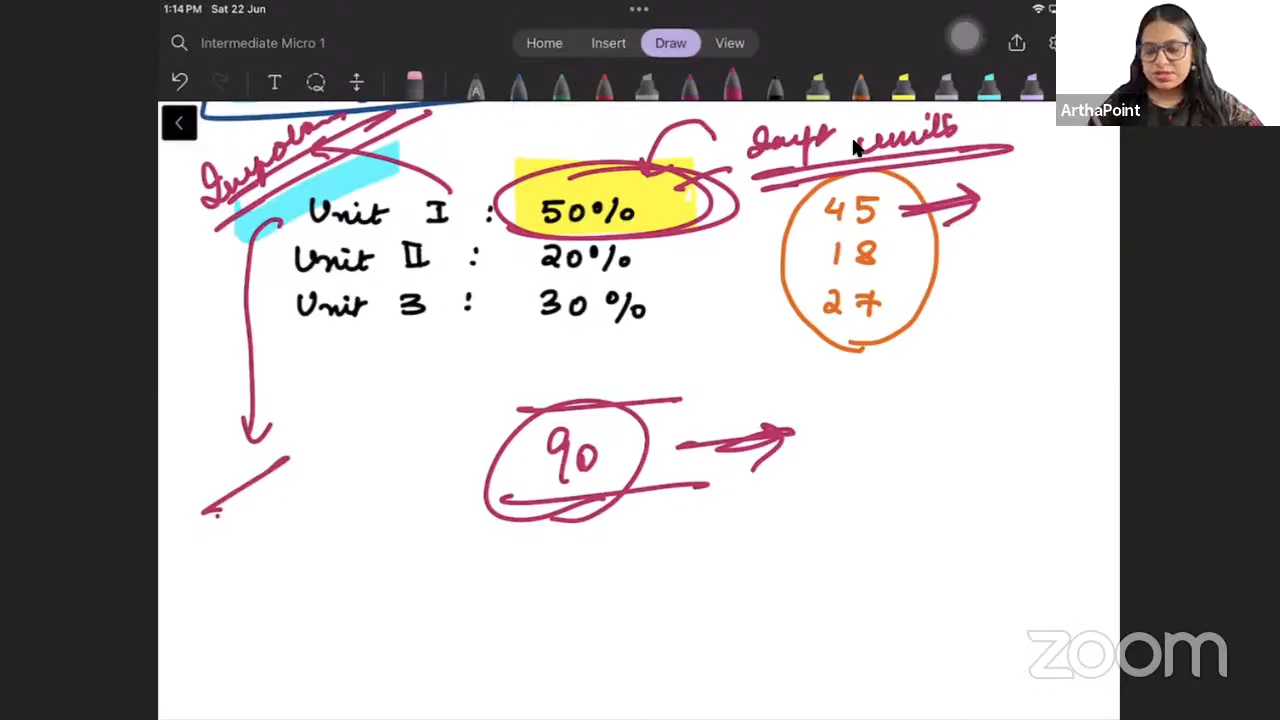 1:14 PM Sat 22 Jun
Intermediate Micro 1
Home Insert Draw View
T
A
ArthaPoint
Unit I : 50% 45
Unit II : 20% 18
Unit 3 : 30% 27
90
zoom